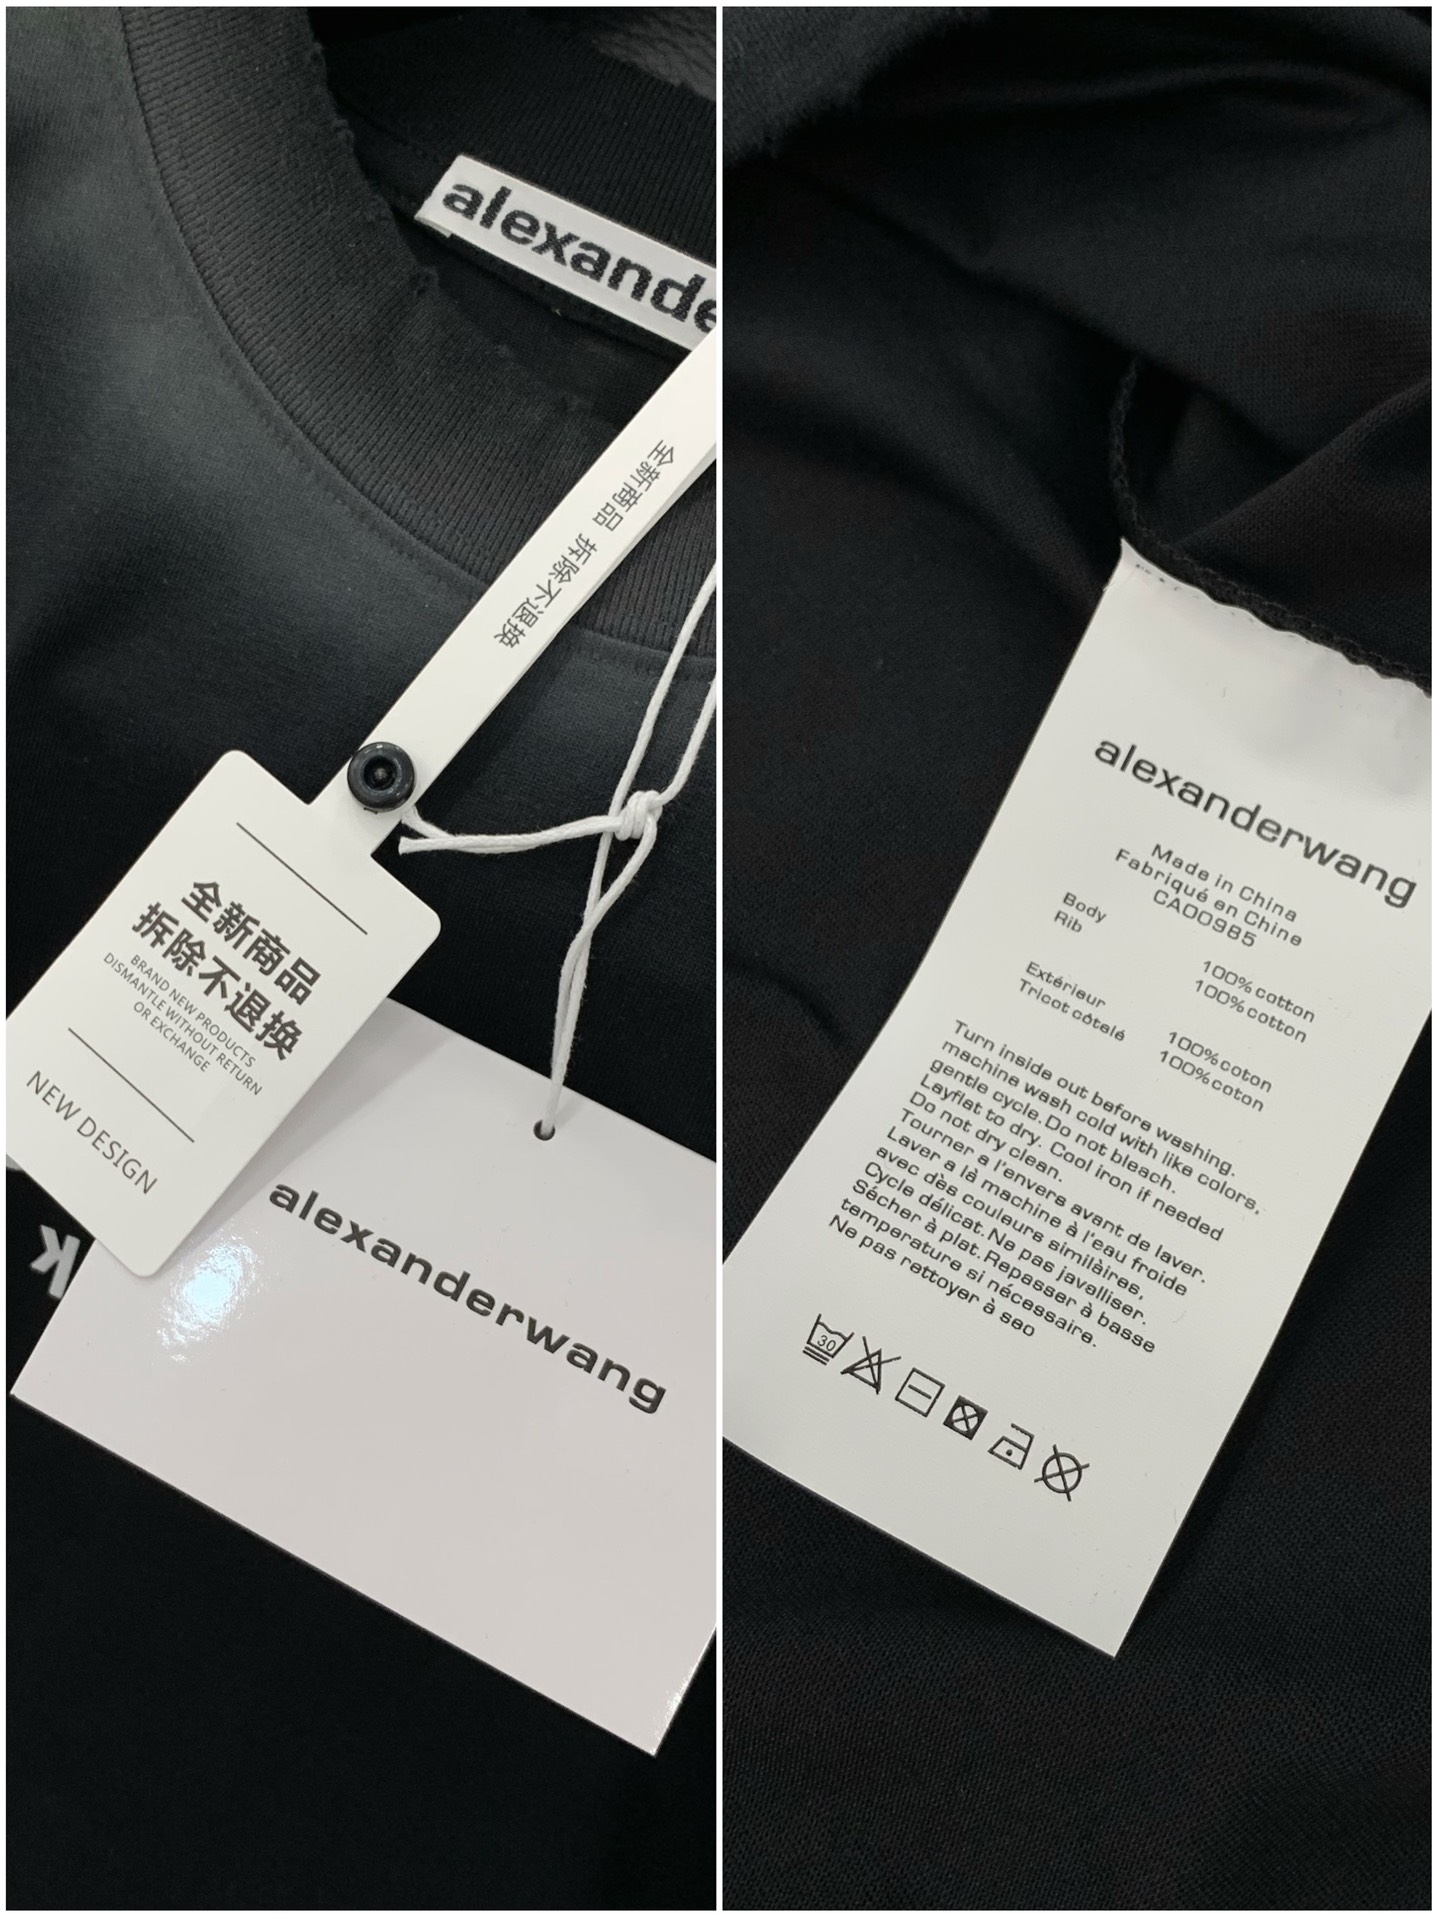 alexande
全新商品 拆除不退换
全新商品
拆除不退换
BRAND NEW PRODUCTS
DISMANTLE WITHOUT RETURN
OR EXCHANGE
NEW DESIGN
k
alexanderwang
alexanderwang
Made in China
Fabriqué en Chine
CA00985
Body 100% cotton
Rib 100% cotton
Extérieur 100% coton
Tricot côtelé 100% coton
Turn inside out before washing.
machine wash cold with like colors,
gentle cycle. Do not bleach.
Layflat to dry. Cool iron if needed
Do not dry clean.
Tourner a l'envers avant de laver.
Laver a là machine à l'eau froide
avec dès couleurs similàires,
Cycle délicat. Ne pas javalliser.
Sécher à plat. Repasser à basse
température si nécessaire.
Ne pas rettoyer à seo
30